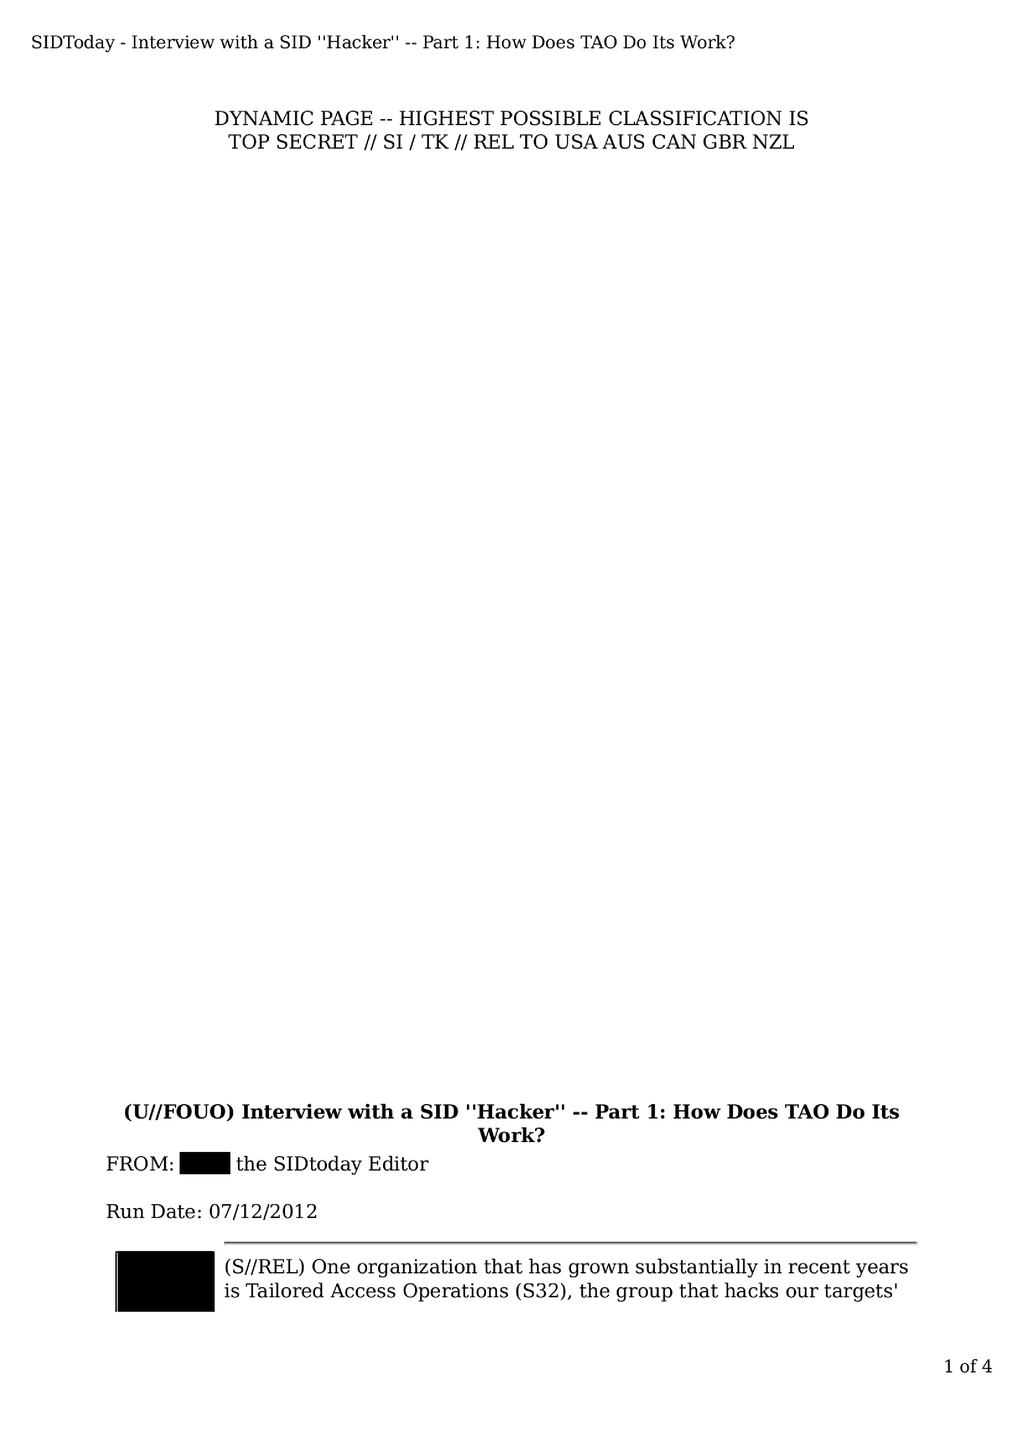 SIDToday - Interview with a SID ''Hacker'' -- Part 1: How Does TAO Do Its Work?
DYNAMIC PAGE -- HIGHEST POSSIBLE CLASSIFICATION IS
TOP SECRET // SI / TK // REL TO USA AUS CAN GBR NZL
(U//FOUO) Interview with a SID ''Hacker'' -- Part 1: How Does TAO Do Its
Work?
FROM: the SIDtoday Editor
Run Date: 07/12/2012
(S//REL) One organization that has grown substantially in recent years
is Tailored Access Operations (S32), the group that hacks our targets'
1 of 4